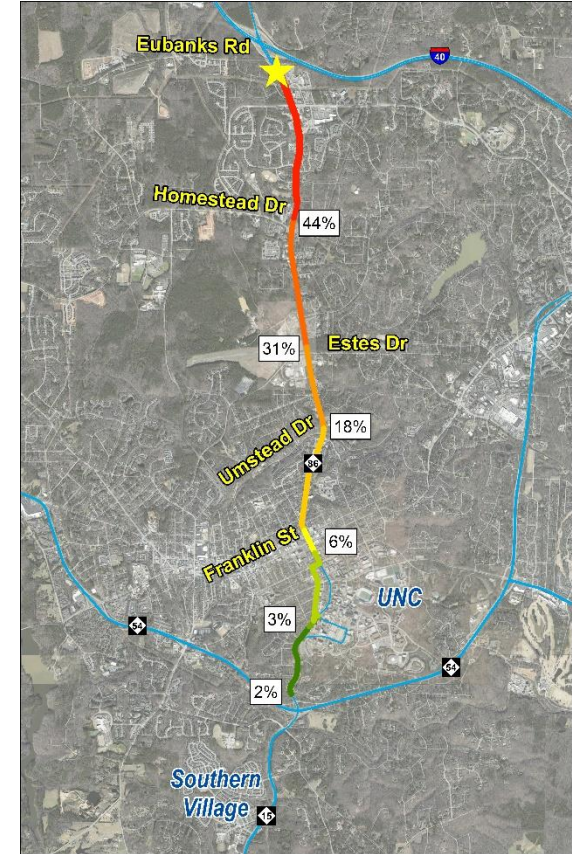 Eubanks Rd
40
Homestead Dr
44%
31%
Estes Dr
Umstead Dr
18%
86
Franklin St
6%
UNC
3%
54
54
2%
Southern
Village
15